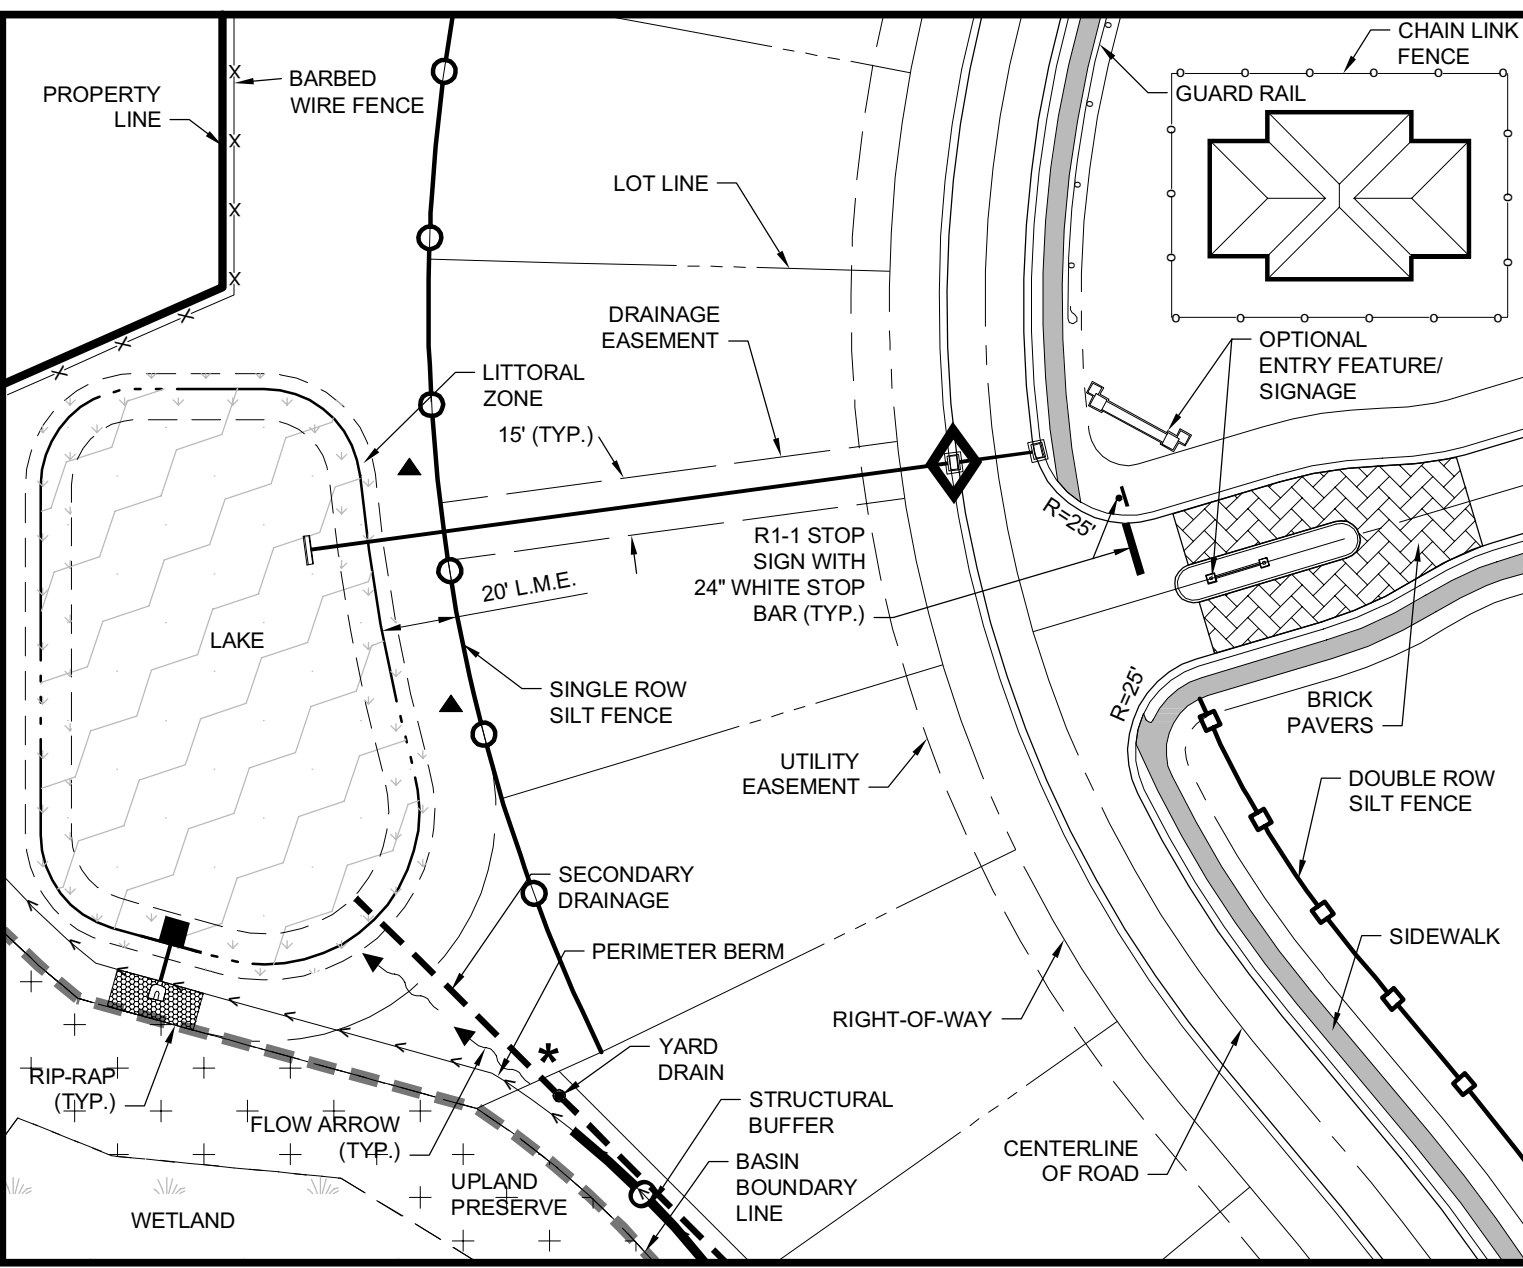 CHAIN LINK
FENCE
BARBED
WIRE FENCE
PROPERTY
LINE
GUARD RAIL
LOT LINE
DRAINAGE
EASEMENT
OPTIONAL
ENTRY FEATURE/
SIGNAGE
LITTORAL
ZONE
15' (TYP.)
R=25'
R1-1 STOP
SIGN WITH
24" WHITE STOP
BAR (TYP.)
20' L.M.E.
LAKE
SINGLE ROW
SILT FENCE
R=25'
BRICK
PAVERS
UTILITY
EASEMENT
DOUBLE ROW
SILT FENCE
SECONDARY
DRAINAGE
PERIMETER BERM
SIDEWALK
RIGHT-OF-WAY
*
YARD
DRAIN
RIP-RAP
(TYP.)
STRUCTURAL
BUFFER
FLOW ARROW
(TYP.)
CENTERLINE
OF ROAD
BASIN
BOUNDARY
LINE
UPLAND
PRESERVE
WETLAND